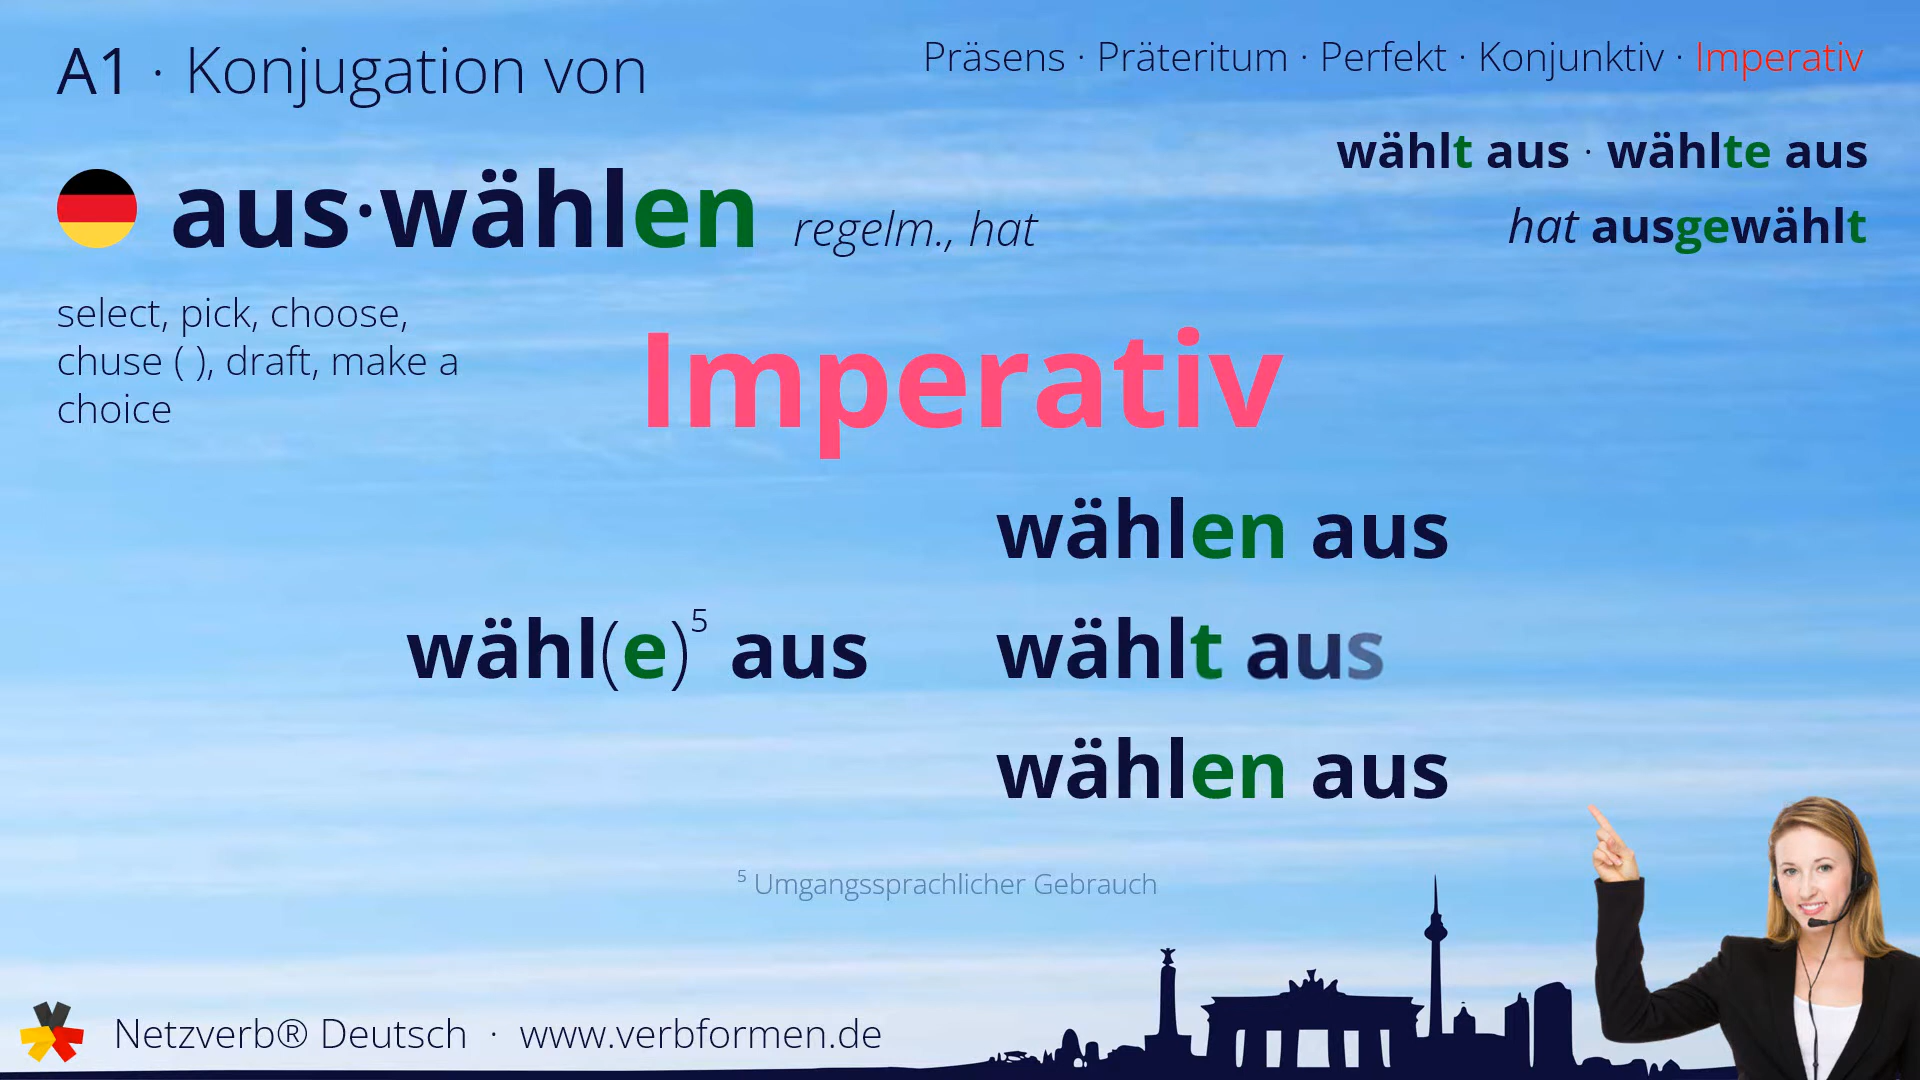 A1 · Konjugation von
Präsens · Präteritum · Perfekt · Konjunktiv · Imperativ
aus·wählen regelm., hat
wählt aus · wählte aus
hat ausgewählt
select, pick, choose,
chuse ( ), draft, make a
choice
Imperativ
wählen aus
wähl(e)⁵ aus
wählt aus
wählen aus
⁵ Umgangssprachlicher Gebrauch
Netzverb® Deutsch · www.verbformen.de